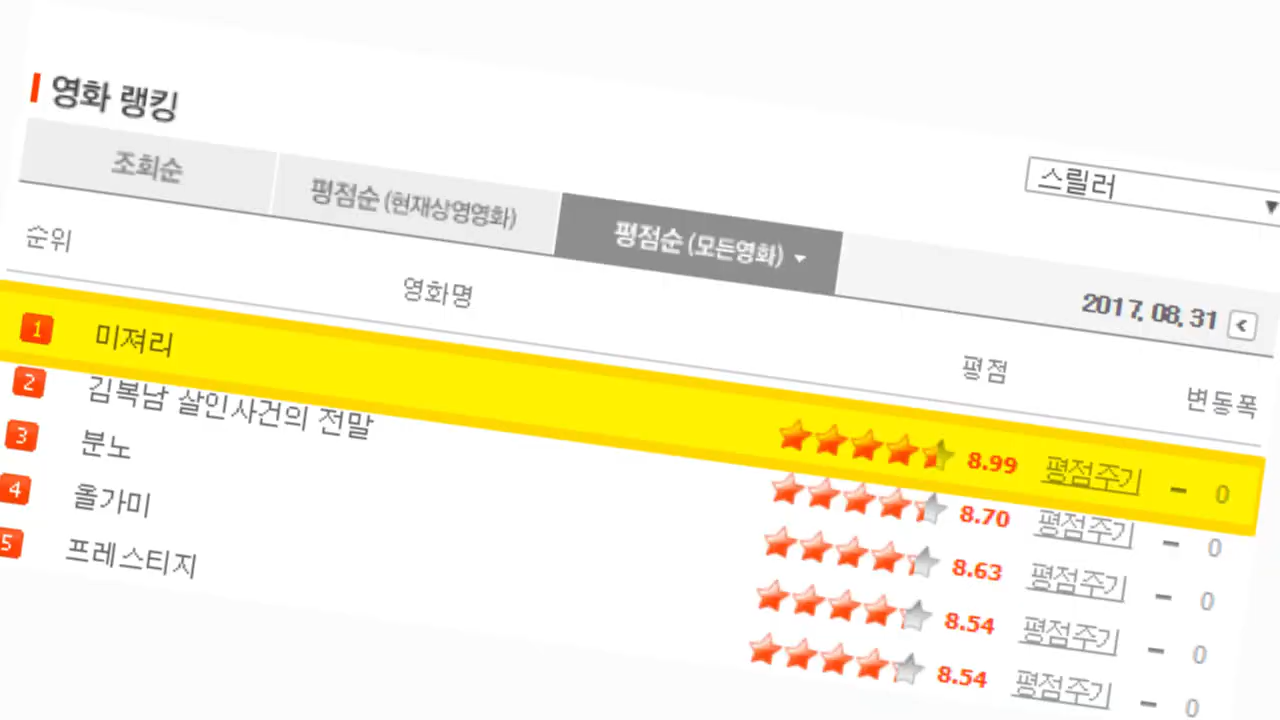 영화 랭킹
조회순 평점순 (현재상영영화) 평점순 (모든영화)
스릴러
2017. 08. 31
순위 영화명 평점 변동폭
1 미져리 8.99 평점주기 0
2 김복남 살인사건의 전말 8.70 평점주기 0
3 분노 8.63 평점주기 0
4 올가미 8.54 평점주기 0
5 프레스티지 8.54 평점주기 0